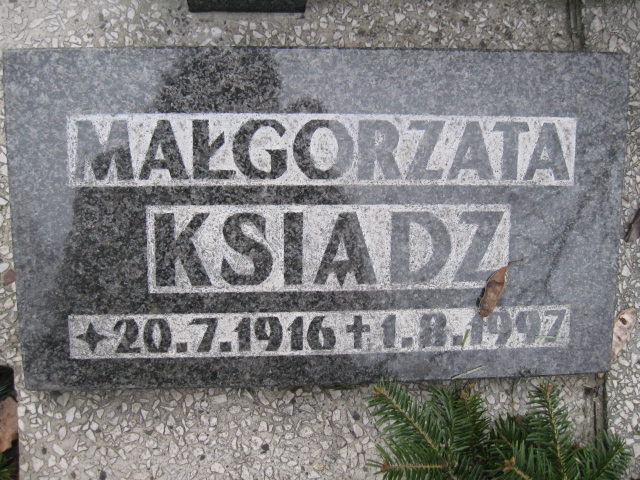 MAŁGORZATA
KSIADZ
✦20.7.1916 † 1.8.1997